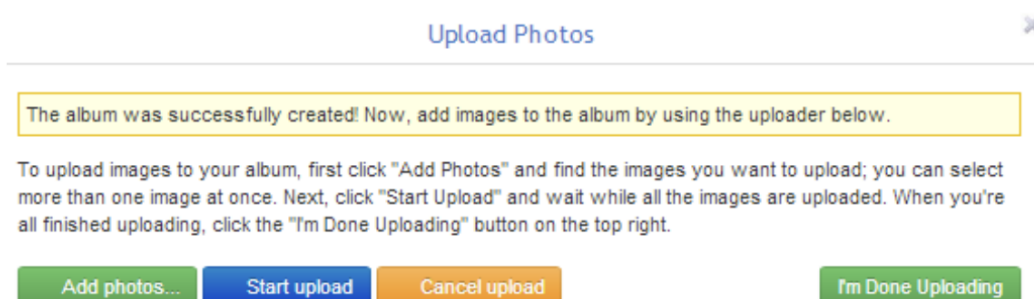 Upload Photos
The album was successfully created! Now, add images to the album by using the uploader below.
To upload images to your album, first click "Add Photos" and find the images you want to upload; you can select
more than one image at once. Next, click "Start Upload" and wait while all the images are uploaded. When you're
all finished uploading, click the "I'm Done Uploading" button on the top right.
Add photos... Start upload Cancel upload I'm Done Uploading